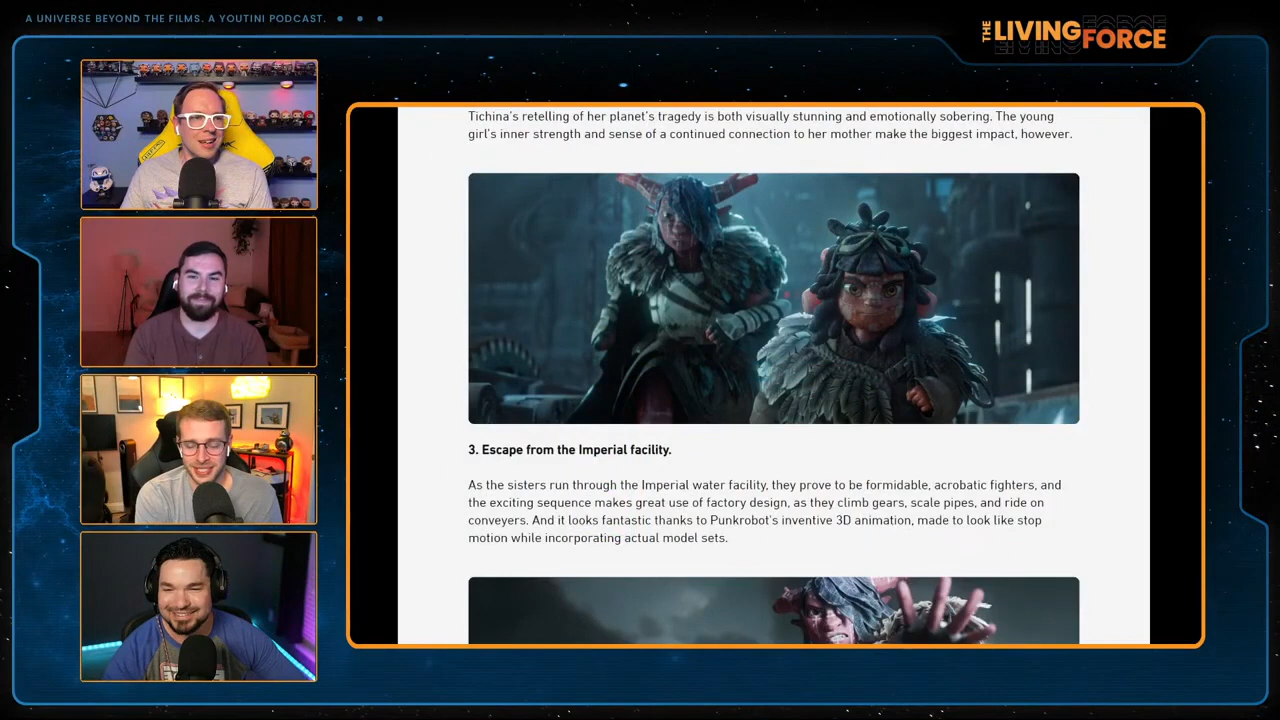 A UNIVERSE BEYOND THE FILMS. A YOUTINI PODCAST.
THE LIVING FORCE
Tichina's retelling of her planet's tragedy is both visually stunning and emotionally sobering. The young
girl's inner strength and sense of a continued connection to her mother make the biggest impact, however.
3. Escape from the Imperial facility.
As the sisters run through the Imperial water facility, they prove to be formidable, acrobatic fighters, and
the exciting sequence makes great use of factory design, as they climb gears, scale pipes, and ride on
conveyers. And it looks fantastic thanks to Punkrobot's inventive 3D animation, made to look like stop
motion while incorporating actual model sets.